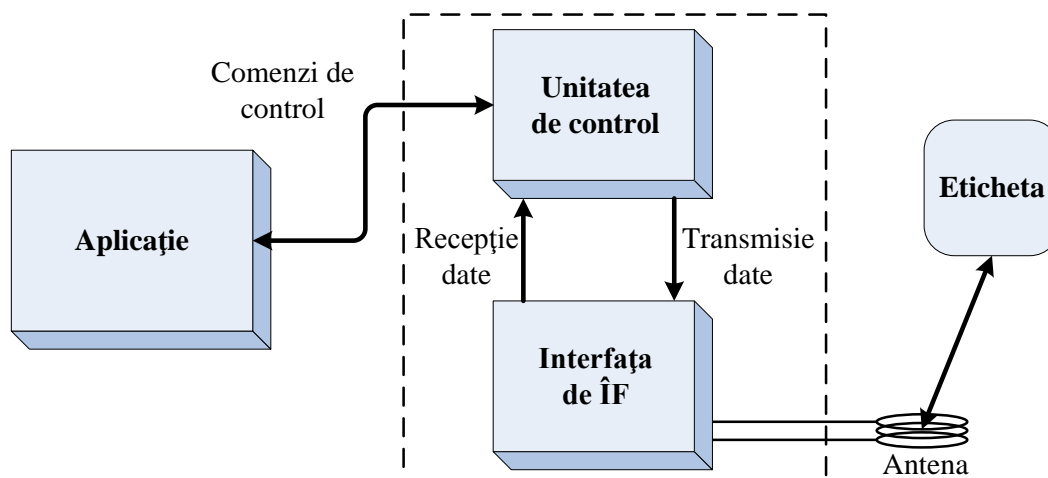 Comenzi de
control
Unitatea
de control
Aplicaţie
Eticheta
Recepţie
date
Transmisie
date
Interfaţa
de ÎF
Antena